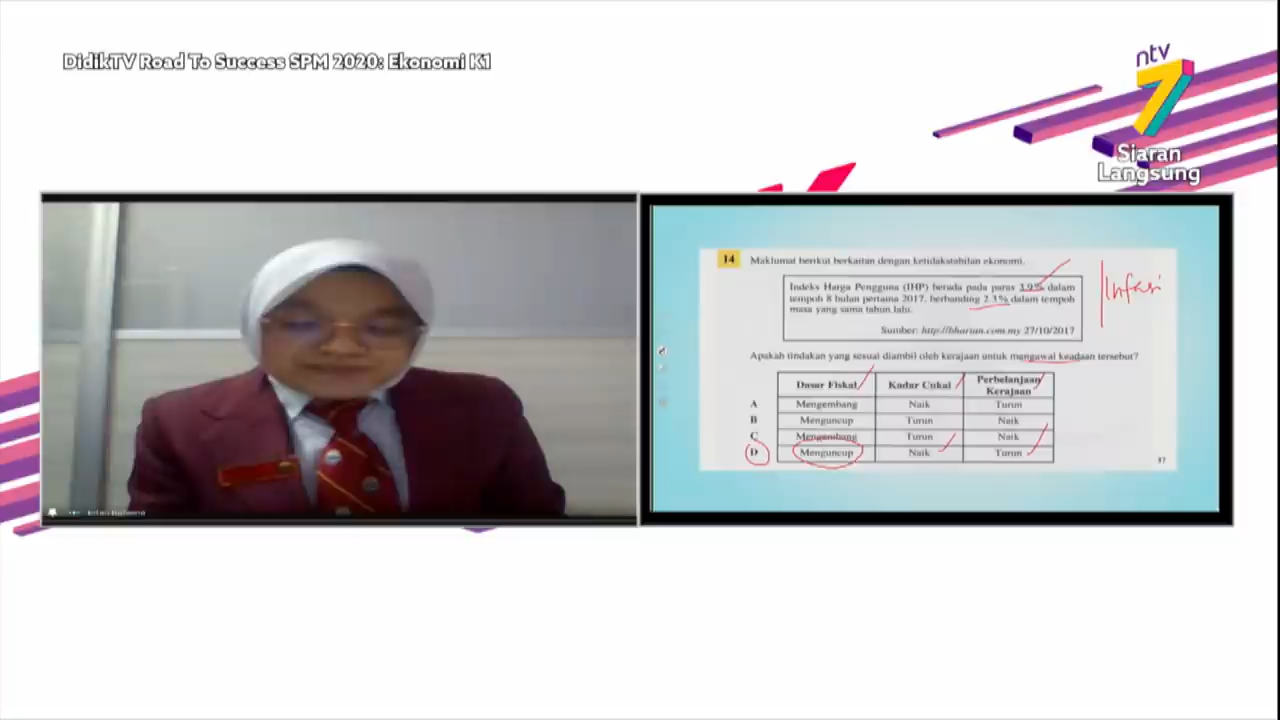 DidikTV Road To Success SPM 2020: Ekonomi K1
ntv
7
Siaran
Langsung
14 Maklumat berikut berkaitan dengan ketidakstabilan ekonomi.
Indeks Harga Pengguna (IHP) berada pada paras 3.9% dalam
tempoh 8 bulan pertama 2017, berbanding 2.1% dalam tempoh
masa yang sama tahun lalu.
Sumber: http://bharian.com.my 27/10/2017
Infasi
Apakah tindakan yang sesuai diambil oleh kerajaan untuk mengawal keadaan tersebut?
Dasar Fiskal Kadar Cukai Perbelanjaan Kerajaan
A Mengembang Naik Turun
B Menguncup Turun Naik
C Mengembang Turun Naik
D Menguncup Naik Turun
37